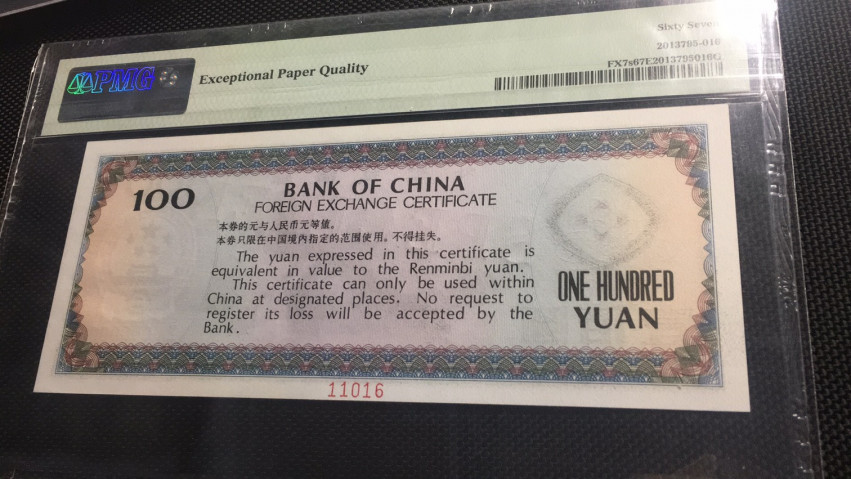 PMG
Exceptional Paper Quality
Sixty Seven
2013795-016
FX7s67E2013795016G
100
BANK OF CHINA
FOREIGN EXCHANGE CERTIFICATE
本券的元与人民币元等值。
本券只限在中国境内指定的范围使用。不得挂失。
The yuan expressed in this certificate is
equivalent in value to the Renminbi yuan.
This certificate can only be used within
China at designated places. No request to
register its loss will be accepted by the
Bank.
ONE HUNDRED
YUAN
11016